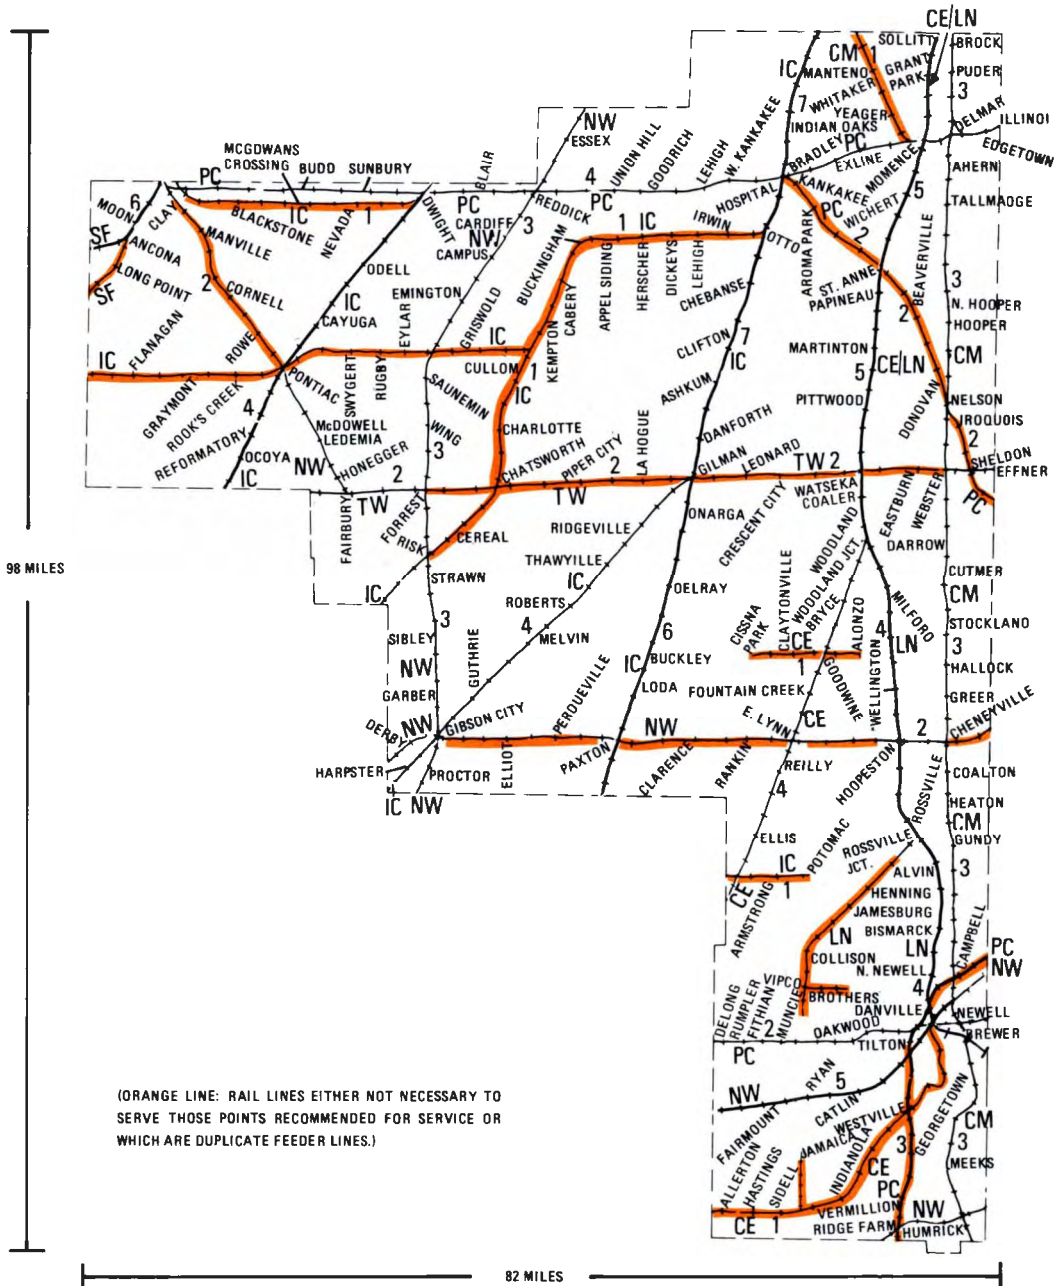 CE/LN
SOLLITT
BROCK
CM 1
GRANT PARK
IC
MANTENO
PUDER
3
WHITAKER
7
YEAGER
INDIAN OAKS
DELMAR
ILLINOI
EDGETOWN
NW
ESSEX
UNION HILL
GOODRICH
LEHIGH
W. KANKAKEE
BRADLEY
PC
EXLINE
MOMENCE
AHERN
MCGDWANS
CROSSING
BUDD
SUNBURY
BLAIR
4
HOSPITAL
KANKAKEE
5
TALLMADGE
6
PC
MOON
CLAY
BLACKSTONE
IC
NEVADA
1
DWIGHT
PC
CARDIFF
NW
CAMPUS
3
REDDICK
PC
1
IC
IRWIN
OTTO
PC
WICHERT
2
SF
ANCONA
MANVILLE
ODELL
BUCKINGHAM
CABERY
APPEL SIDING
HERSCHER
DICKEYS
LEHIGH
CHEBANSE
AROMA PARK
ST. ANNE
PAPINEAU
BEAVERVILLE
3
LONG POINT
SF
2
CORNELL
IC
CAYUGA
EMINGTON
EYLAR
GRISWOLD
N. HOOPER
HOOPER
2
IC
FLANAGAN
ROWE
IC
CULLOM
KEMPTON
1
IC
CLIFTON
7
IC
MARTINTON
CE/LN
5
CM
GRAYMONT
ROOK'S CREEK
REFORMATORY
4
PONTIAC
SWYGERT
RUGBY
SAUNEMIN
ASHKUM
PITTWOOD
DONOVAN
NELSON
IROQUOIS
McDOWELL
LEDEMIA
WING
CHARLOTTE
DANFORTH
2
OCOYA
IC
NW
HONEGGER
3
2
CHATSWORTH
PIPER CITY
2
LA HOGUE
GILMAN
LEONARD
TW 2
SHELDON
EFFNER
TW
TW
WATSEKA
COALER
EASTBURN
WEBSTER
PC
FAIRBURY
FORREST
RISK
CEREAL
RIDGEVILLE
ONARGA
CRESCENT CITY
WOODLAND
DARROW
98 MILES
IC
STRAWN
THAWYILLE
IC
WOODLAND JCT.
CUTMER
3
ROBERTS
4
MELVIN
OELRAY
CISSNA PARK
CLAYTONVILLE
CE
1
BRYCE
ALONZO
MILFORD
4
LN
CM
STOCKLAND
3
SIBLEY
NW
GUTHRIE
6
IC
BUCKLEY
GOODWINE
WELLINGTON
HALLOCK
GARBER
PERDUEVILLE
LODA
FOUNTAIN CREEK
GREER
DERBY
NW
GIBSON CITY
NW
E. LYNN
CE
2
CHENEYVILLE
HARPSTER
PROCTOR
ELLIOT
PAXTON
CLARENCE
RANKIN
REILLY
HOOPESTON
COALTON
IC
NW
4
ROSSVILLE
HEATON
CM
ELLIS
POTOMAC
ROSSVILLE
JCT.
GUNDY
IC
1
ALVIN
3
CE
ARMSTRONG
HENNING
JAMESBURG
BISMARCK
CAMPBELL
LN
LN
PC
NW
COLLISON
N. NEWELL
VIPCO
4
DELONG
RUMPLER
FITHIAN
MUNCIE
BROTHERS
DANVILLE
NEWELL
2
OAKWOOD
BREWER
PC
TILTON
RYAN
5
NW
(ORANGE LINE: RAIL LINES EITHER NOT NECESSARY TO
SERVE THOSE POINTS RECOMMENDED FOR SERVICE OR
WHICH ARE DUPLICATE FEEDER LINES.)
CATLIN
WESTVILLE
GEORGETOWN
CM
FAIRMOUNT
JAMAICA
3
3
ALLERTON
HASTINGS
SIDELL
INDIANOLA
CE
MEEKS
PC
VERMILLION
NW
CE 1
RIDGE FARM
HUMRICK
82 MILES